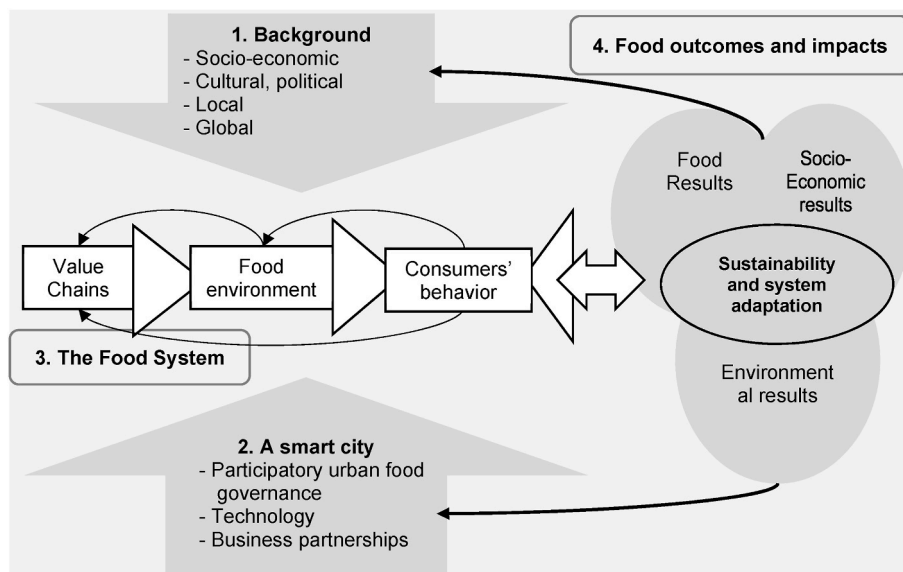 1. Background
- Socio-economic
- Cultural, political
- Local
- Global
4. Food outcomes and impacts
Food
Results
Socio-
Economic
results
Value
Chains
Food
environment
Consumers’
behavior
Sustainability
and system
adaptation
3. The Food System
Environment
al results
2. A smart city
- Participatory urban food
governance
- Technology
- Business partnerships